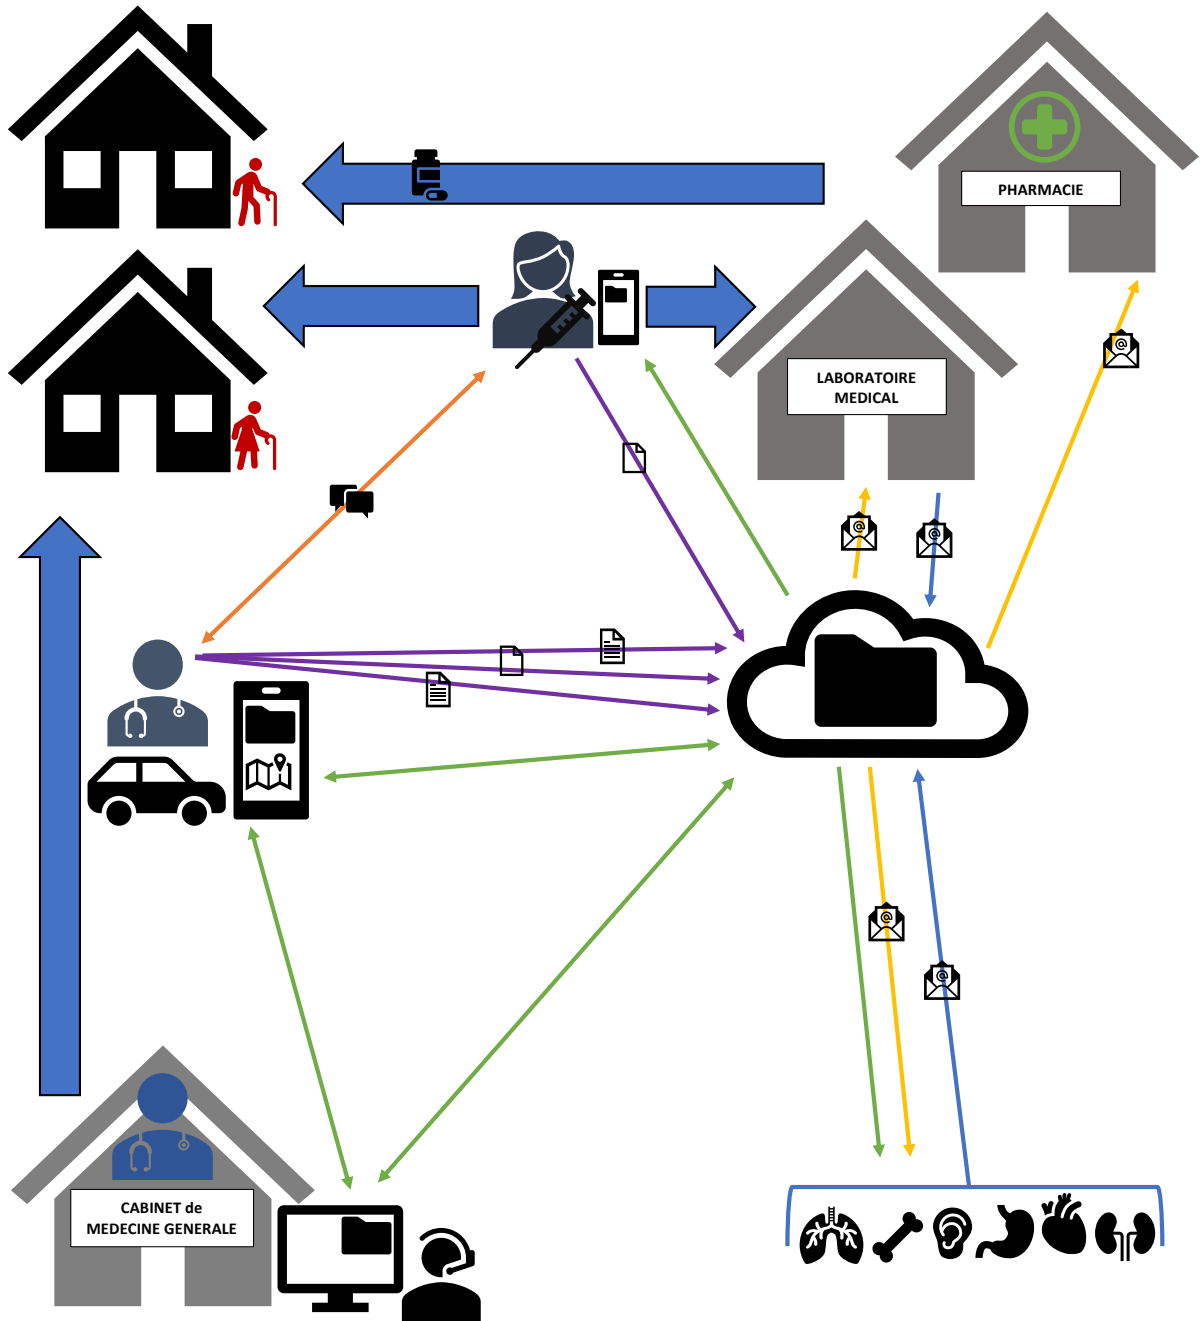 PHARMACIE
LABORATOIRE
MEDICAL
@
@
@
@
@
CABINET de
MEDECINE GENERALE